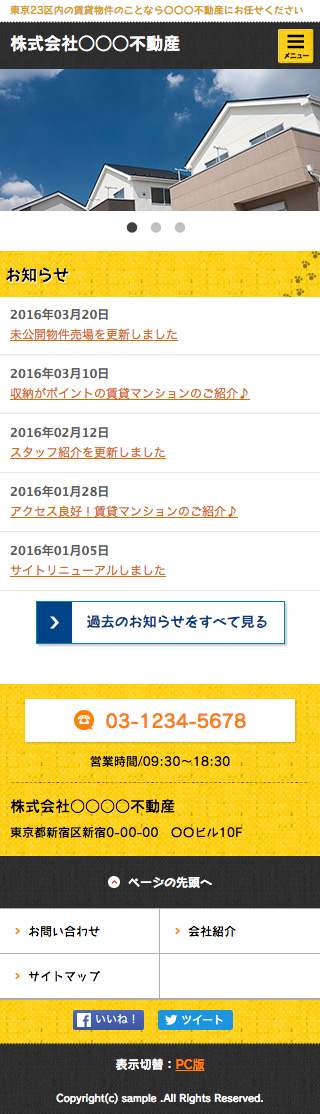 東京23区内の賃貸物件のことなら〇〇〇不動産にお任せください
株式会社〇〇〇不動産
メニュー
お知らせ
2016年03月20日
未公開物件売場を更新しました
2016年03月10日
収納がポイントの賃貸マンションのご紹介♪
2016年02月12日
スタッフ紹介を更新しました
2016年01月28日
アクセス良好！賃貸マンションのご紹介♪
2016年01月05日
サイトリニューアルしました
過去のお知らせをすべて見る
03-1234-5678
営業時間/09:30〜18:30
株式会社〇〇〇〇不動産
東京都新宿区新宿0-00-00　〇〇ビル10F
ページの先頭へ
お問い合わせ
会社紹介
サイトマップ
いいね！
ツイート
表示切替：PC版
Copyright(c) sample .All Rights Reserved.